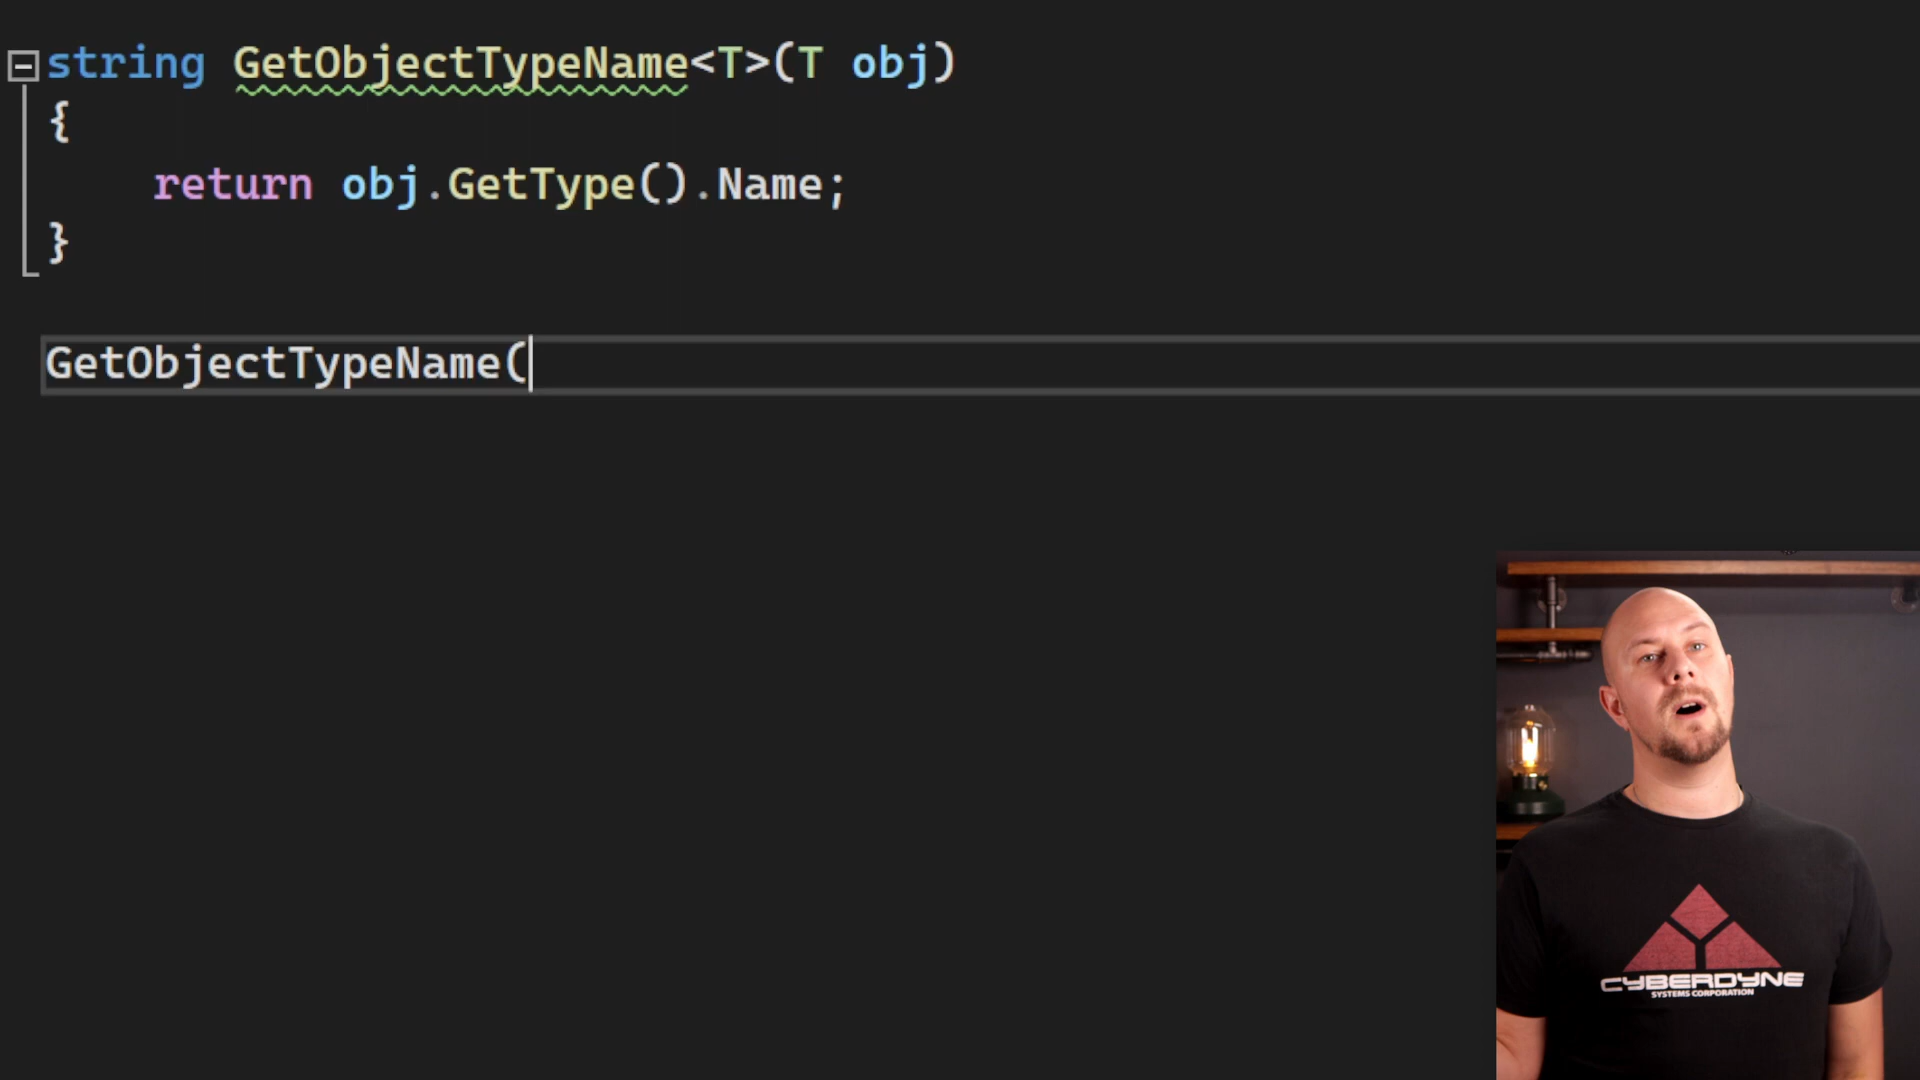 string GetObjectTypeName<T>(T obj)
{
return obj.GetType().Name;
}
GetObjectTypeName(
CYBERDYNE
SYSTEMS CORPORATION